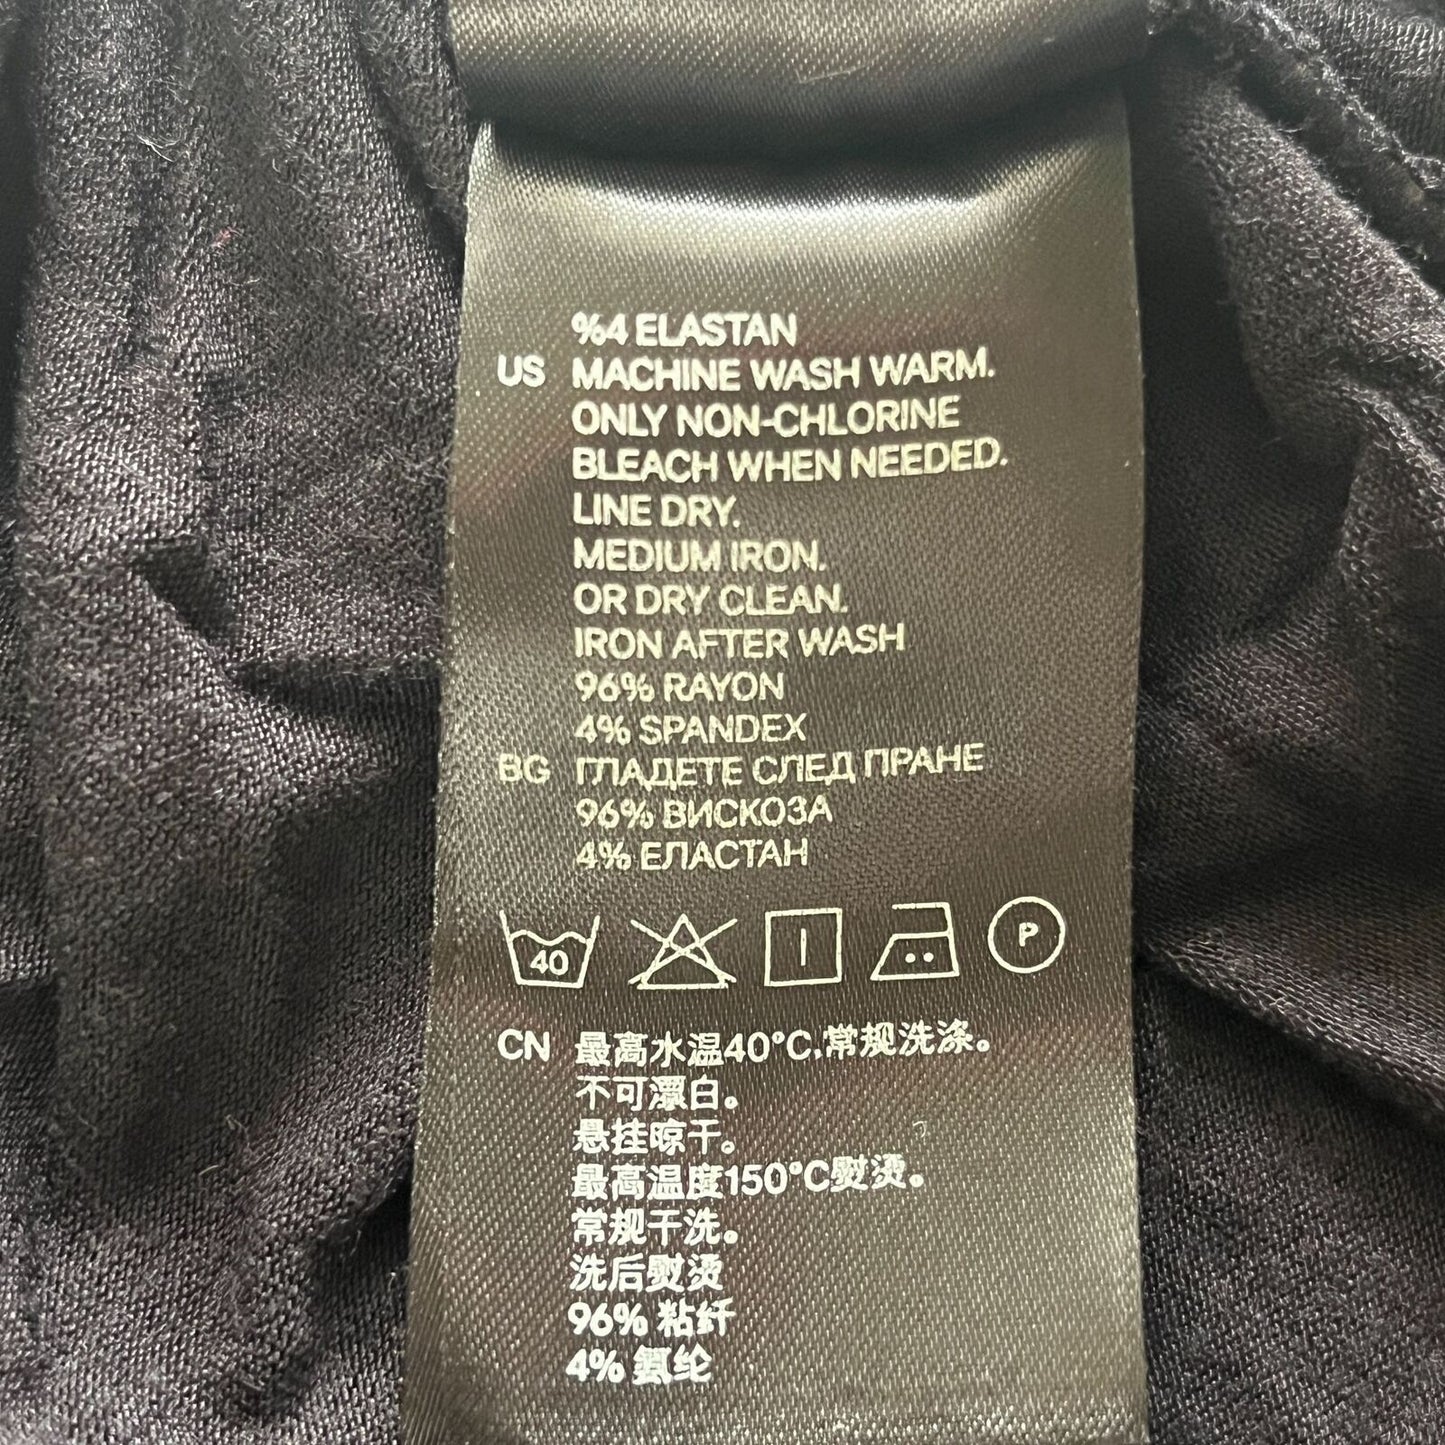 %4 ELASTAN
US MACHINE WASH WARM.
ONLY NON-CHLORINE
BLEACH WHEN NEEDED.
LINE DRY.
MEDIUM IRON.
OR DRY CLEAN.
IRON AFTER WASH
96% RAYON
4% SPANDEX
BG ГЛАДЕТЕ СЛЕД ПРАНЕ
96% ВИСКОЗА
4% ЕЛАСТАН
40 P
CN 最高水温40°C,常规洗涤。
不可漂白。
悬挂晾干。
最高温度150°C熨烫。
常规干洗。
洗后熨烫
96% 粘纤
4% 氨纶